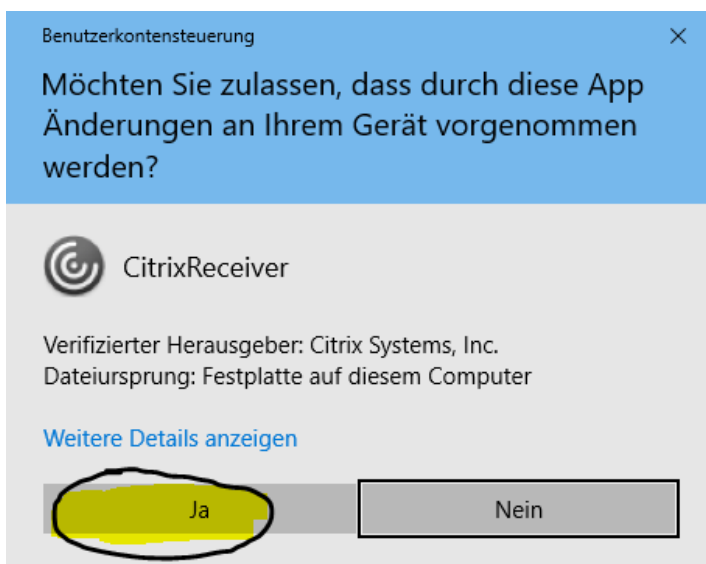 Benutzerkontensteuerung
Möchten Sie zulassen, dass durch diese App
Änderungen an Ihrem Gerät vorgenommen
werden?
CitrixReceiver
Verifizierter Herausgeber: Citrix Systems, Inc.
Dateiursprung: Festplatte auf diesem Computer
Weitere Details anzeigen
Ja Nein